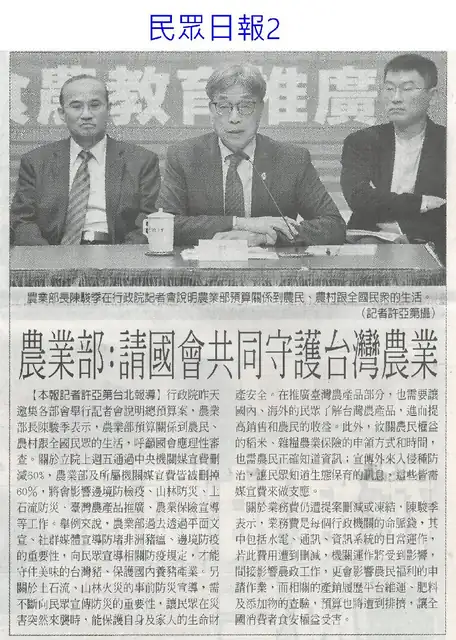 民眾日報2
食農教育推廣
農業部長陳駿季在行政院記者會說明農業部預算關係到農民、農村跟全國民眾的生活。
（記者許亞第攝）
農業部：請國會共同守護台灣農業
【本報記者許亞第台北報導】行政院昨天
邀集各部會舉行記者會說明總預算案，農業
部長陳駿季表示，農業部預算關係到農民、
農村跟全國民眾的生活，呼籲國會應理性審
查。關於立院上週五通過中央機關媒宣費刪
減60%，農業部及所屬機關媒宣費皆被刪掉
60%，將會影響邊境防檢疫、山林防災、土
石流防災、臺灣農產品推廣、農業保險宣導
等工作。舉例來說，農業部過去透過平面文
宣、社群媒體宣導防堵非洲豬瘟、邊境防疫
的重要性，向民眾宣導相關防疫規定，才能
守住美味的台灣豬、保護國內養豬產業。另
關於土石流、山林火災的事前防災宣導，需
不斷向民眾宣播防災的重要性，讓民眾在災
害突然來襲時，能保護自身及家人的生命財
產安全。在推廣臺灣農產品部分，也需要讓
國內、海外的民眾了解台灣農產品，進而提
高銷售和農民的收益。此外，攸關農民權益
的稻米、雜糧農業保險的申領方式和時間，
也需農民正確知道資訊；宣傳外來入侵種防
治，讓民眾知道生態保育的訊息，這些皆需
媒宣費來做支應。
關於業務費仍遭提案刪減或凍結，陳駿季
表示，業務費是每個行政機關的命脈錢，其
中包括水電、通訊、資訊系統的日常運作，
若此費用遭到刪減，機關運作將受到影響，
間接影響農政工作，更會影響農民福利的申
請作業，而相關的產銷履歷平台維運、肥料
及添加物的查驗，預算也將遭到排擠，讓全
國消費者食安權益受害。